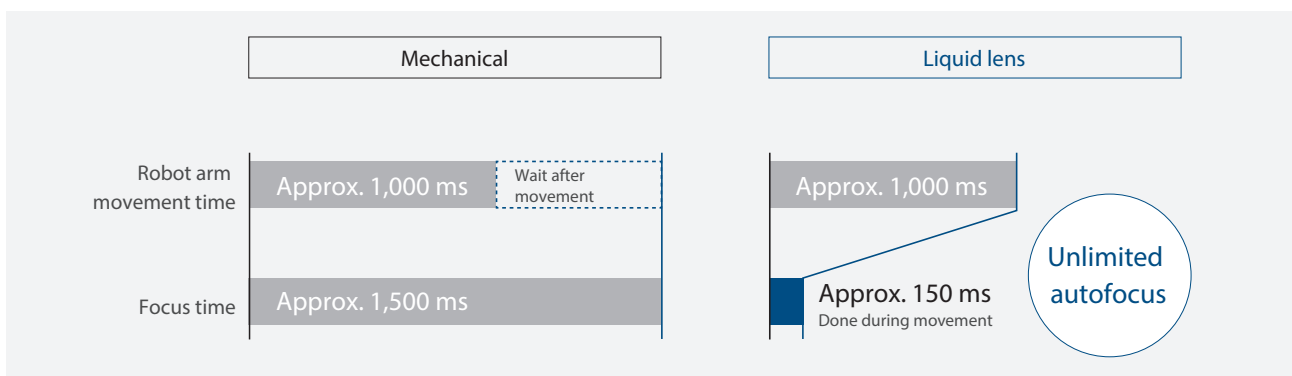 Mechanical
Liquid lens
Robot arm
movement time
Approx. 1,000 ms
Wait after
movement
Approx. 1,000 ms
Focus time
Approx. 1,500 ms
Approx. 150 ms
Done during movement
Unlimited
autofocus